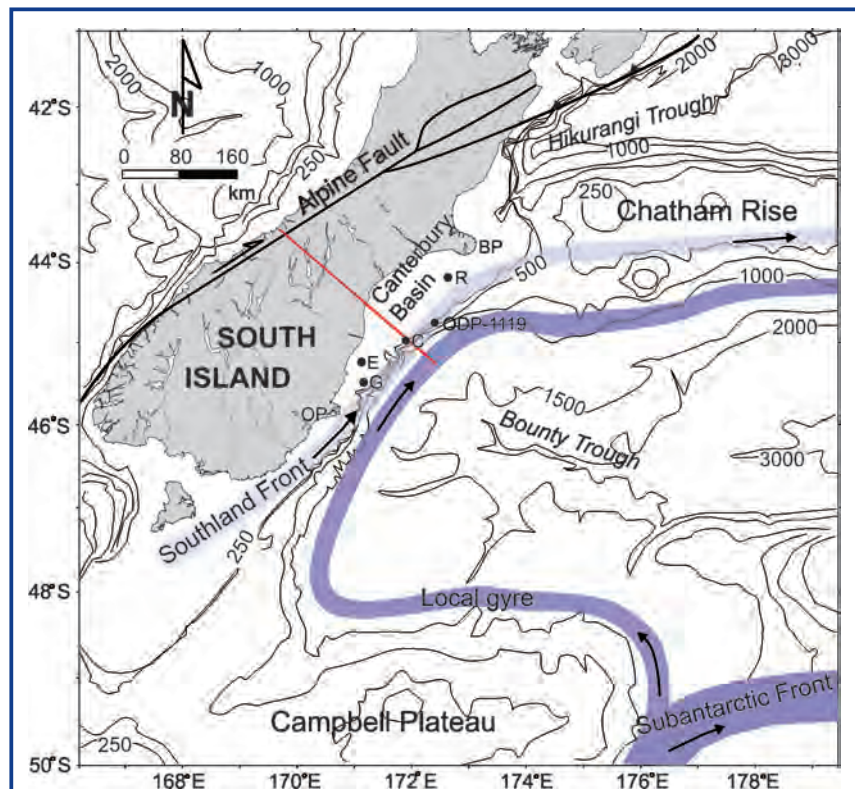 2000
1000
250
N
0 80 160
km
42°S
44°S
46°S
48°S
50°S
Alpine Fault
2000
3000
Hikurangi Trough
1000
250
Chatham Rise
BP
Canterbury
Basin
R
500
1000
ODP-1119
C
2000
SOUTH
ISLAND
E
G
OP
1500
Bounty Trough
3000
Southland Front
250
Local gyre
Campbell Plateau
Subantarctic Front
250
168°E 170°E 172°E 174°E 176°E 178°E